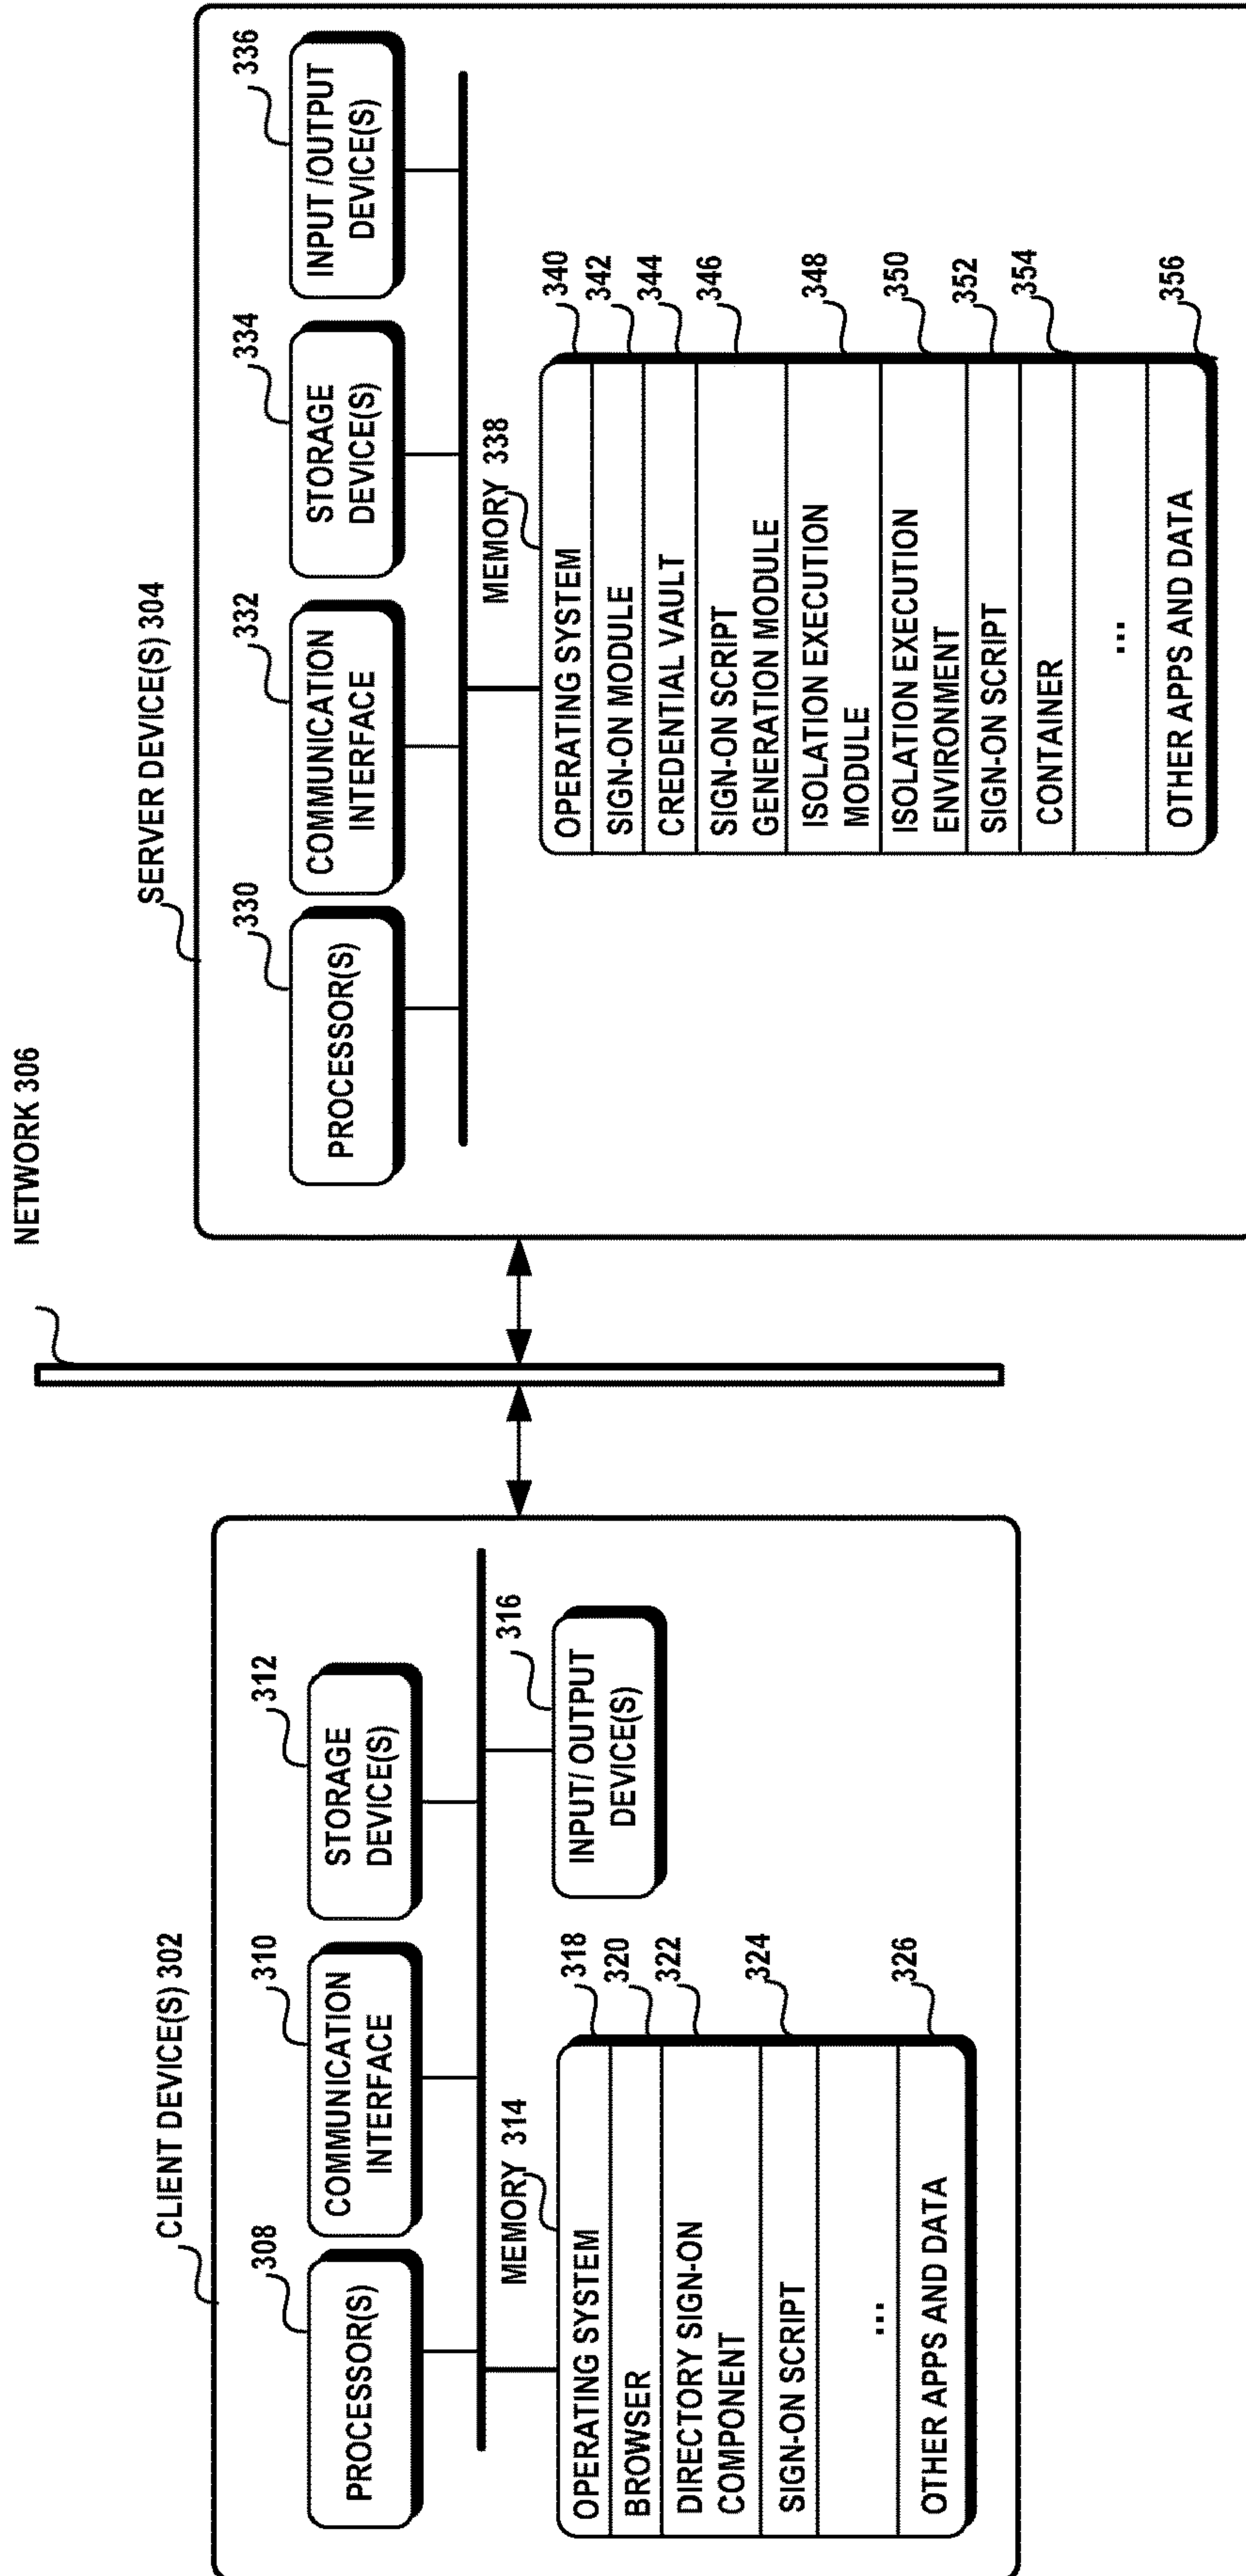 NETWORK 306
CLIENT DEVICE(S) 302
308
PROCESSOR(S)
310
COMMUNICATION
INTERFACE
312
STORAGE
DEVICE(S)
MEMORY 314
316
INPUT/ OUTPUT
DEVICE(S)
OPERATING SYSTEM
318
BROWSER
320
DIRECTORY SIGN-ON
COMPONENT
322
SIGN-ON SCRIPT
324
...
OTHER APPS AND DATA
326
SERVER DEVICE(S) 304
330
PROCESSOR(S)
332
COMMUNICATION
INTERFACE
334
STORAGE
DEVICE(S)
336
INPUT /OUTPUT
DEVICE(S)
MEMORY 338
OPERATING SYSTEM
340
SIGN-ON MODULE
342
CREDENTIAL VAULT
344
SIGN-ON SCRIPT
GENERATION MODULE
346
ISOLATION EXECUTION
MODULE
348
ISOLATION EXECUTION
ENVIRONMENT
350
SIGN-ON SCRIPT
352
CONTAINER
354
...
OTHER APPS AND DATA
356